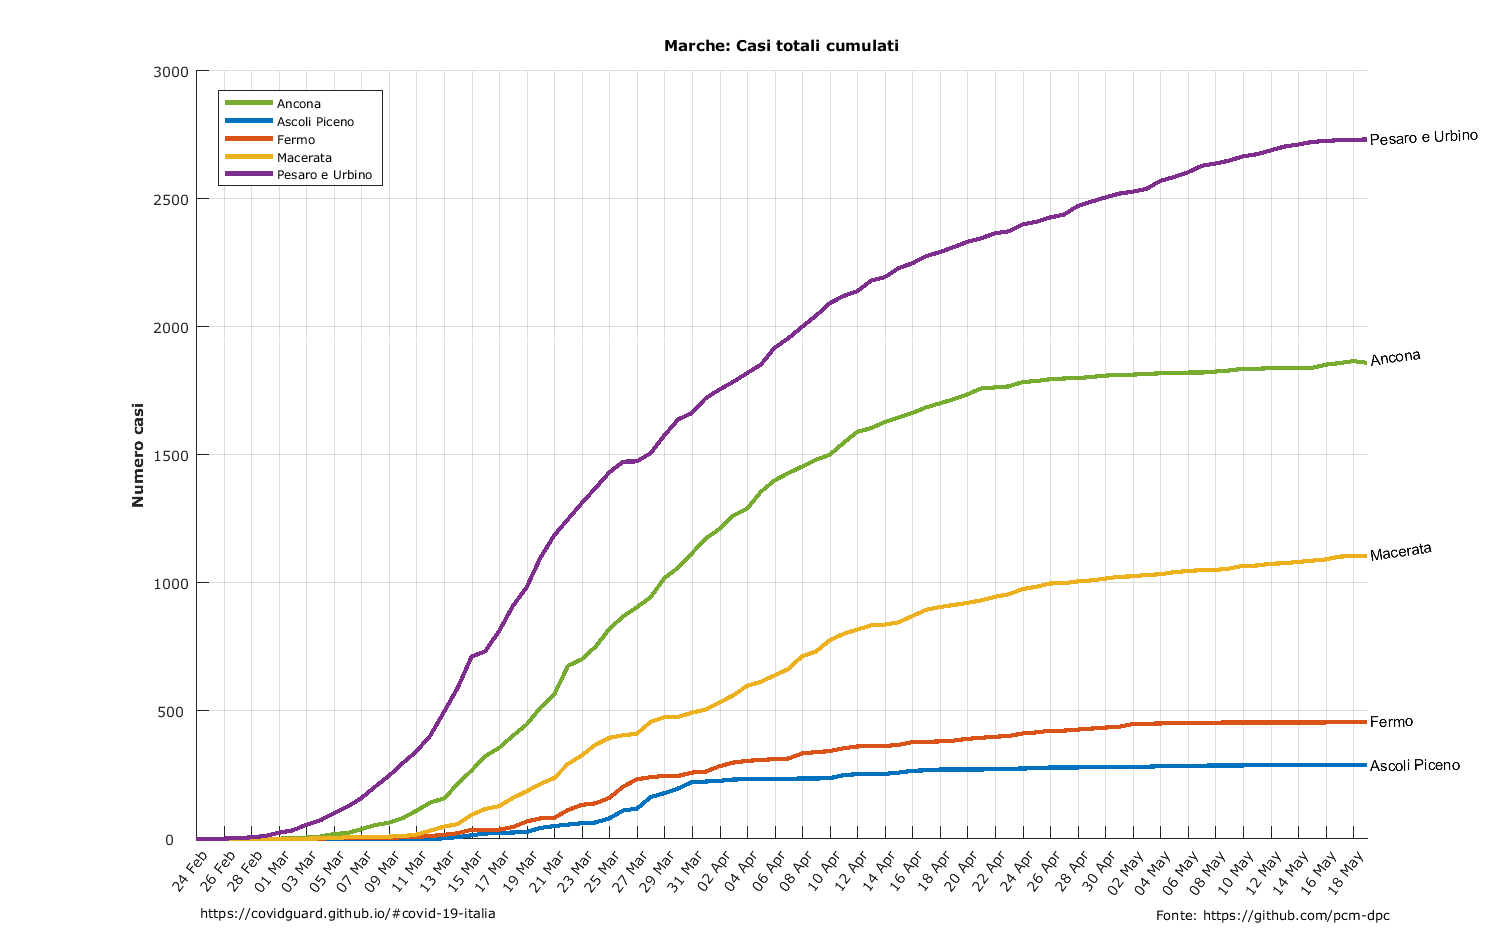 Marche: Casi totali cumulati
3000
2500
2000
1500
1000
500
0
Numero casi
Ancona
Ascoli Piceno
Fermo
Macerata
Pesaro e Urbino
Pesaro e Urbino
Ancona
Macerata
Fermo
Ascoli Piceno
24 Feb
26 Feb
28 Feb
01 Mar
03 Mar
05 Mar
07 Mar
09 Mar
11 Mar
13 Mar
15 Mar
17 Mar
19 Mar
21 Mar
23 Mar
25 Mar
27 Mar
29 Mar
31 Mar
02 Apr
04 Apr
06 Apr
08 Apr
10 Apr
12 Apr
14 Apr
16 Apr
18 Apr
20 Apr
22 Apr
24 Apr
26 Apr
28 Apr
30 Apr
02 May
04 May
06 May
08 May
10 May
12 May
14 May
16 May
18 May
https://covidguard.github.io/#covid-19-italia
Fonte: https://github.com/pcm-dpc